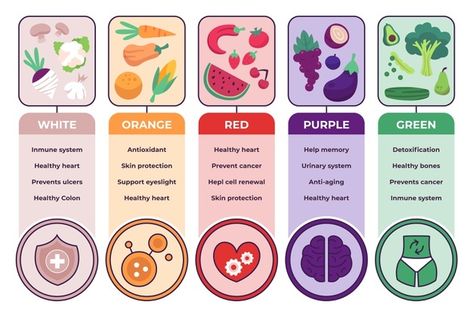 WHITE
Inmune system
Healthy heart
Prevents ulcers
Healthy Colon
ORANGE
Antioxidant
Skin protection
Support eyeslight
Healthy heart
RED
Healthy heart
Prevent cancer
Hepl cell renewal
Skin protection
PURPLE
Help memory
Urinary system
Anti-aging
Healthy heart
GREEN
Detoxification
Healthy bones
Prevents cancer
Inmune system